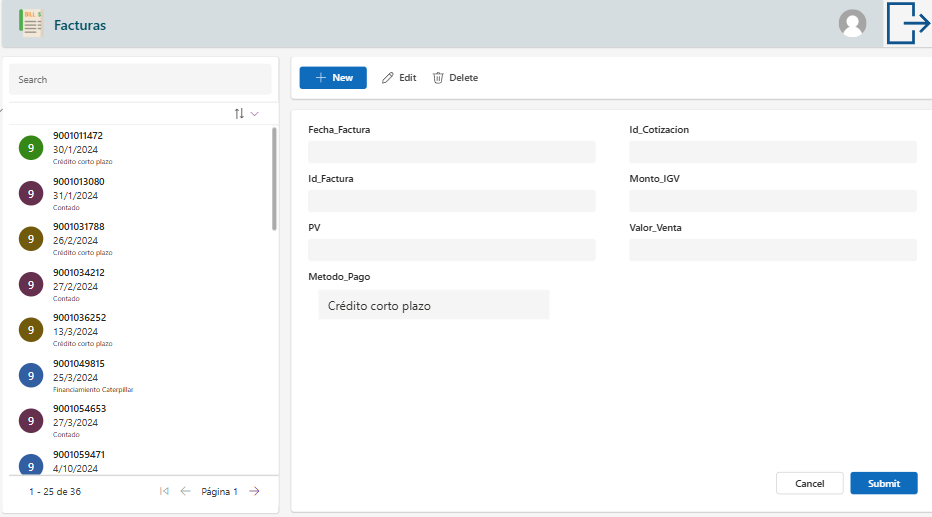 BILL $
Facturas
Search
New
Edit
Delete
9
9001011472
30/1/2024
Crédito corto plazo
9
9001013080
31/1/2024
Contado
9
9001031788
26/2/2024
Crédito corto plazo
9
9001034212
27/2/2024
Contado
9
9001036252
13/3/2024
Crédito corto plazo
9
9001049815
25/3/2024
Financiamiento Caterpillar
9
9001054653
27/3/2024
Contado
9
9001059471
4/10/2024
1 - 25 de 36
Página 1
Fecha_Factura
Id_Cotizacion
Id_Factura
Monto_IGV
PV
Valor_Venta
Metodo_Pago
Crédito corto plazo
Cancel
Submit